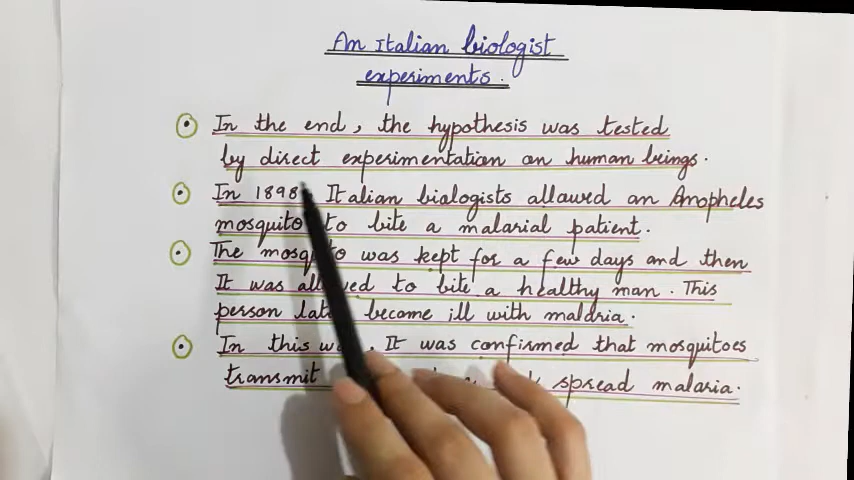 An Italian biologist
experiments.
In the end, the hypothesis was tested
by direct experimentation on human beings.
In 1898 Italian biologists allowed an Anopheles
mosquito to bite a malarial patient.
The mosquito was kept for a few days and then
It was allowed to bite a healthy man. This
person later become ill with malaria.
In this way, It was confirmed that mosquitoes
transmit spread malaria.